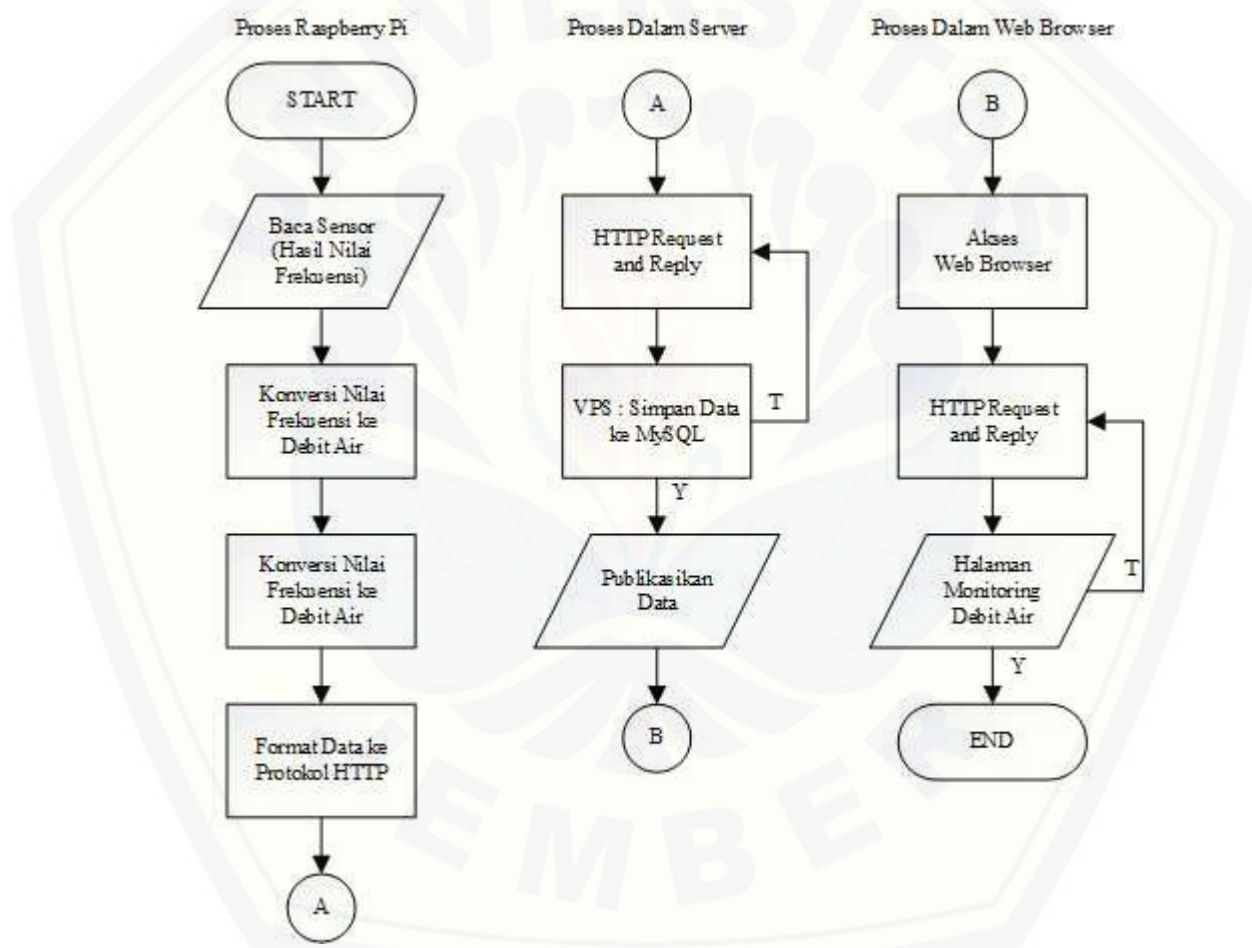 Proses Raspberry Pi
START
Baca Sensor
(Hasil Nilai
Frekuensi)
Konversi Nilai
Frekuensi ke
Debit Air
Konversi Nilai
Frekuensi ke
Debit Air
Format Data ke
Protokol HTTP
A
Proses Dalam Server
A
HTTP Request
and Reply
VPS : Simpan Data
ke MySQL
T
Y
Publikasikan
Data
B
Proses Dalam Web Browser
B
Akses
Web Browser
HTTP Request
and Reply
Halaman
Monitoring
Debit Air
T
Y
END
UNIVERSITAS
JEMBER